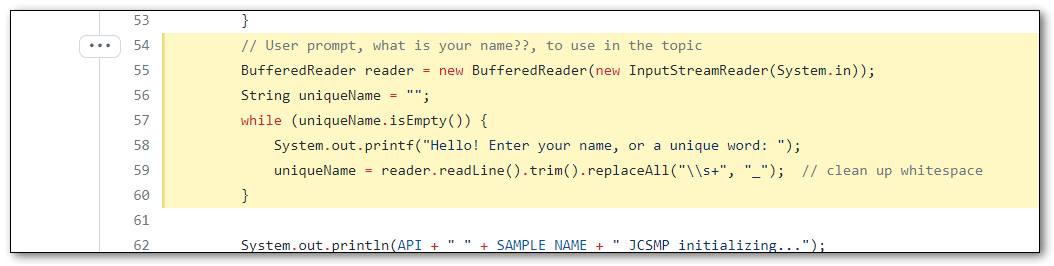 53 }
54 // User prompt, what is your name??, to use in the topic
55 BufferedReader reader = new BufferedReader(new InputStreamReader(System.in));
56 String uniqueName = "";
57 while (uniqueName.isEmpty()) {
58 System.out.printf("Hello! Enter your name, or a unique word: ");
59 uniqueName = reader.readLine().trim().replaceAll("\\s+", "_");  // clean up whitespace
60 }
61
62 System.out.println(API + " " + SAMPLE_NAME + " JCSMP initializing...");